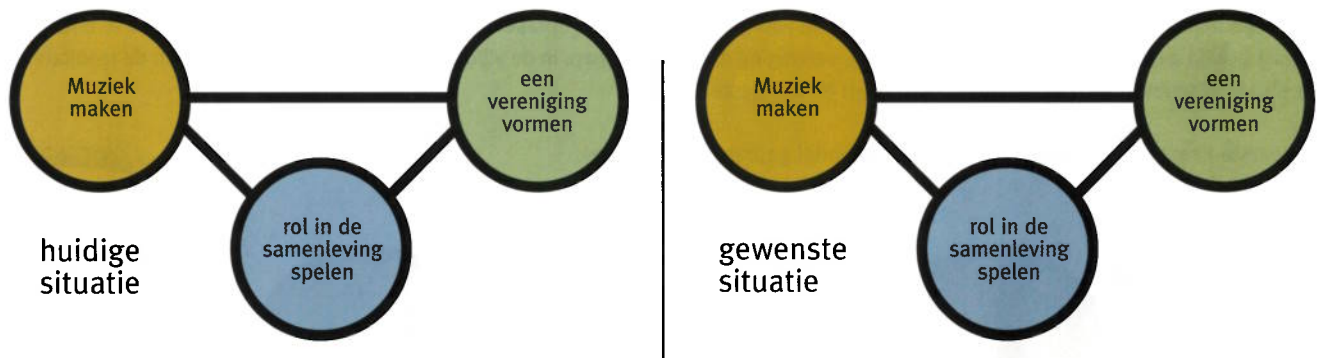 Muziek
maken
een
vereniging
vormen
rol in de
samenleving
spelen
huidige
situatie
Muziek
maken
een
vereniging
vormen
rol in de
samenleving
spelen
gewenste
situatie